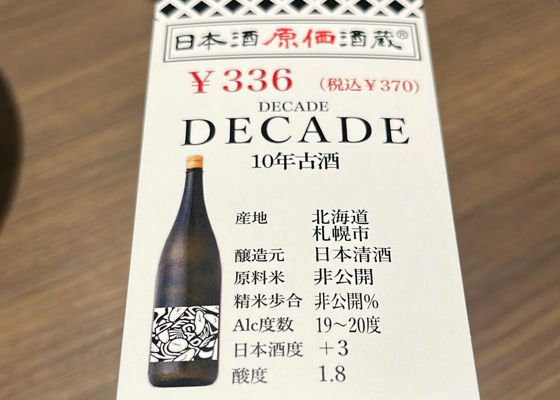 日本酒原価酒蔵®
￥336 （税込￥370）
DECADE
DECADE
10年古酒
産地 北海道
札幌市
醸造元 日本清酒
原料米 非公開
精米歩合 非公開%
Alc度数 19～20度
日本酒度 ＋3
酸度 1.8